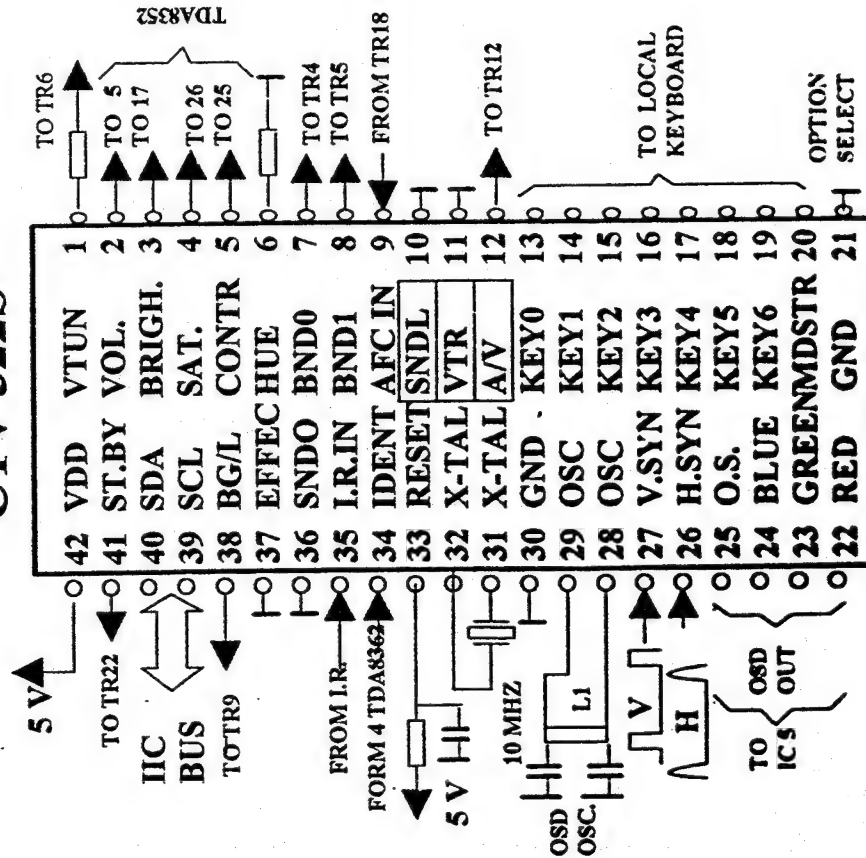 5 V
42 VDD VTUN 1
TO TR6
TO TR22
41 ST.BY VOL. 2
TO 5
IIC
BUS
40 SDA BRIGH. 3
TO 17
39 SCL SAT. 4
TO 26
TO TR9
38 BG/L CONTR 5
TO 25
TDA8352
37 EFFEC HUE 6
36 SNDO BND0 7
TO TR4
FROM I.R.
35 I.R.IN BND1 8
TO TR5
FORM 4 TDA8362
34 IDENT AFC IN 9
FROM TR18
33 RESET SNDL 10
5 V
32 X-TAL VTR 11
10 MHZ
31 X-TAL A/V 12
TO TR12
30 GND - KEY0 13
29 OSC KEY1 14
L1
28 OSC KEY2 15
OSD
OSC.
V
27 V.SYN KEY3 16
H
26 H.SYN KEY4 17
TO LOCAL
KEYBOARD
25 O.S. KEY5 18
24 BLUE KEY6 19
23 GREEN MDSTR 20
22 RED GND 21
TO
IC 5
OSD
OUT
OPTION
SELECT